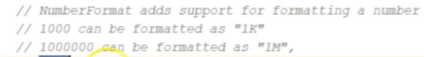 // NumberFormat adds support for formatting a number
// 1000 can be formatted as "1K"
// 1000000 can be formatted as "1M",